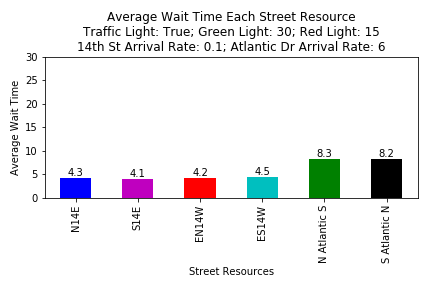 Average Wait Time Each Street Resource
Traffic Light: True; Green Light: 30; Red Light: 15
14th St Arrival Rate: 0.1; Atlantic Dr Arrival Rate: 6
Average Wait Time
30
25
20
15
10
5
0
4.3
4.1
4.2
4.5
8.3
8.2
N14E
S14E
EN14W
ES14W
N Atlantic S
S Atlantic N
Street Resources